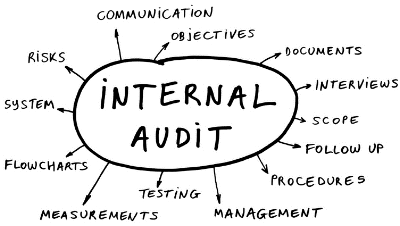 COMMUNICATION
OBJECTIVES
RISKS
DOCUMENTS
INTERVIEWS
SYSTEM
INTERNAL
AUDIT
SCOPE
FOLLOW UP
FLOWCHARTS
PROCEDURES
TESTING
MEASUREMENTS
MANAGEMENT